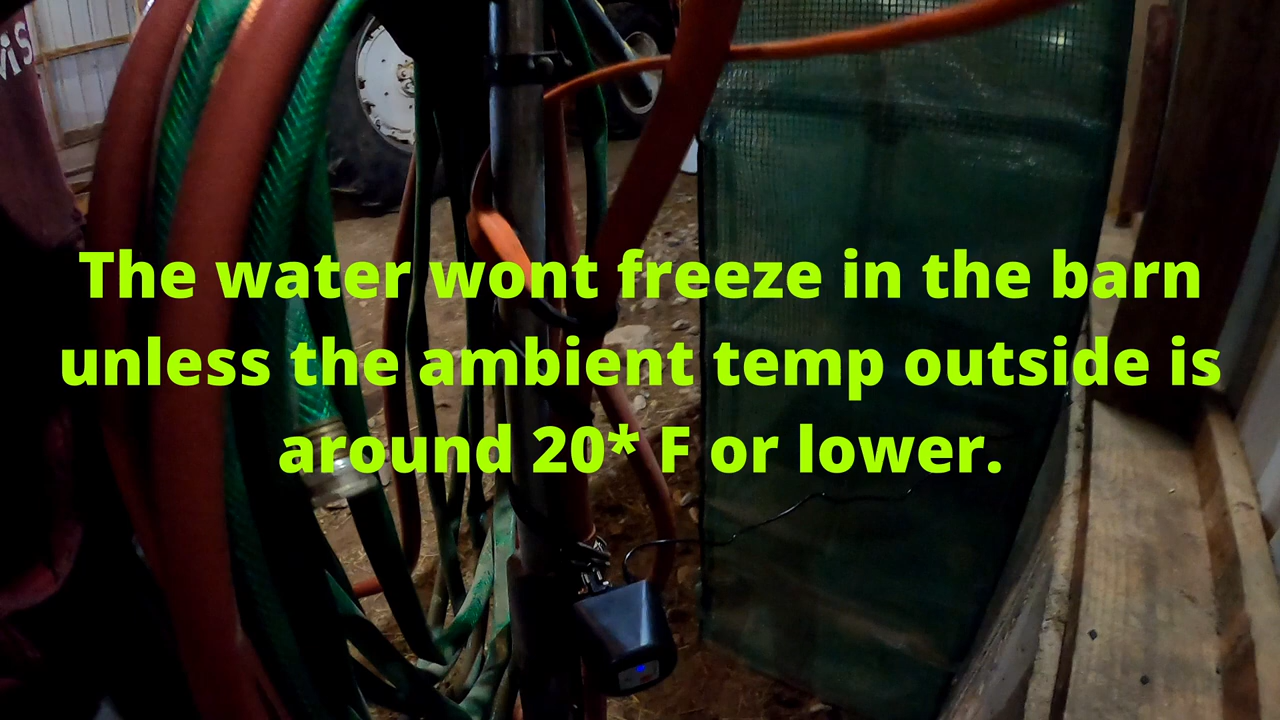 The water wont freeze in the barn
unless the ambient temp outside is
around 20* F or lower.